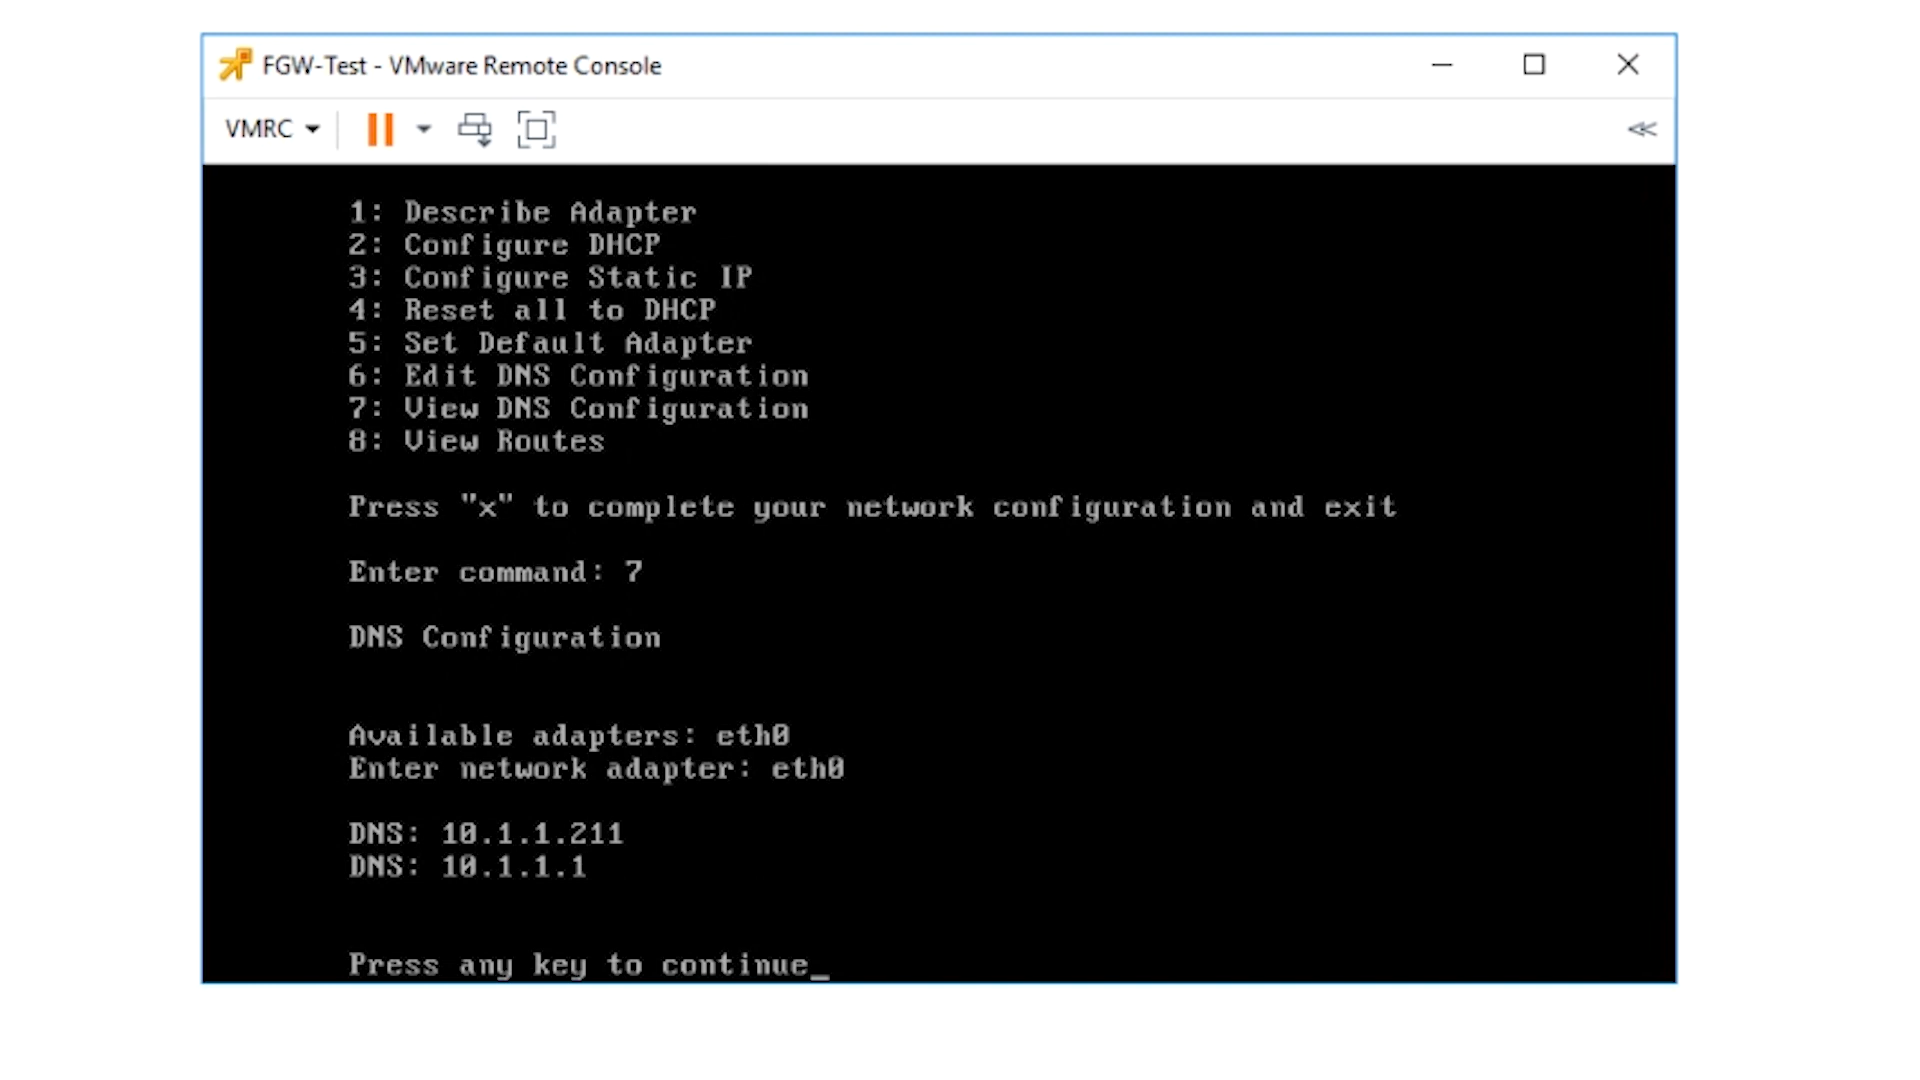 FGW-Test - VMware Remote Console
VMRC
1: Describe Adapter
2: Configure DHCP
3: Configure Static IP
4: Reset all to DHCP
5: Set Default Adapter
6: Edit DNS Configuration
7: View DNS Configuration
8: View Routes
Press "x" to complete your network configuration and exit
Enter command: 7
DNS Configuration
Available adapters: eth0
Enter network adapter: eth0
DNS: 10.1.1.211
DNS: 10.1.1.1
Press any key to continue_